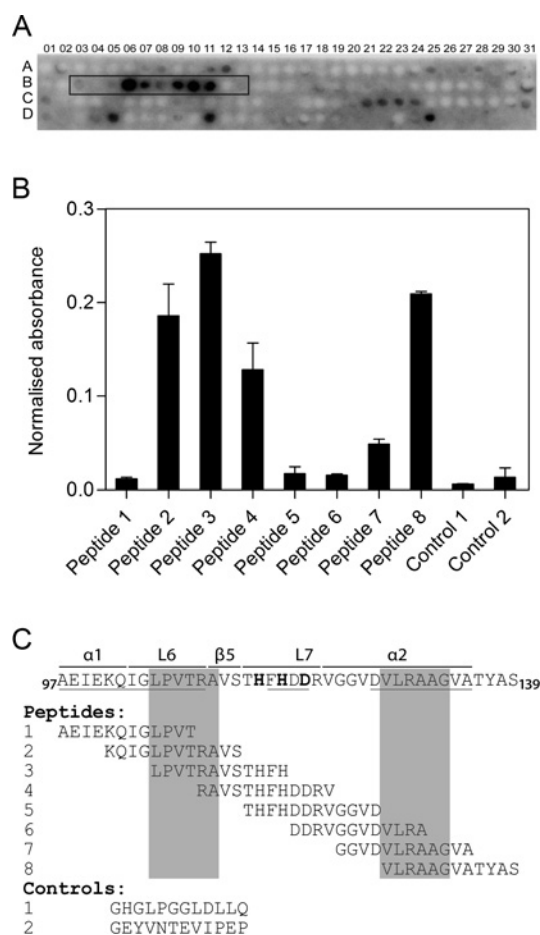 A
01 02 03 04 05 06 07 08 09 10 11 12 13 14 15 16 17 18 19 20 21 22 23 24 25 26 27 28 29 30 31
A
B
C
D
B
Normalised absorbance
0.3
0.2
0.1
0.0
Peptide 1
Peptide 2
Peptide 3
Peptide 4
Peptide 5
Peptide 6
Peptide 7
Peptide 8
Control 1
Control 2
C
α1 L6 β5 L7 α2
97 AEIEKQIGLPVTRAVSTHFHDDRVGGVDVLRAAGVATYAS 139
Peptides:
1 AEIEKQIGLPVT
2 KQIGLPVTRAVS
3 LPVTRAVSTHFH
4 RAVSTHFHDDRV
5 THFHDDRVGGVD
6 DDRVGGVDVLRA
7 GGVDVLRAAGVA
8 VLRAAGVATYAS
Controls:
1 GHGLPGGLDLLQ
2 GEYVNTEVIPEP